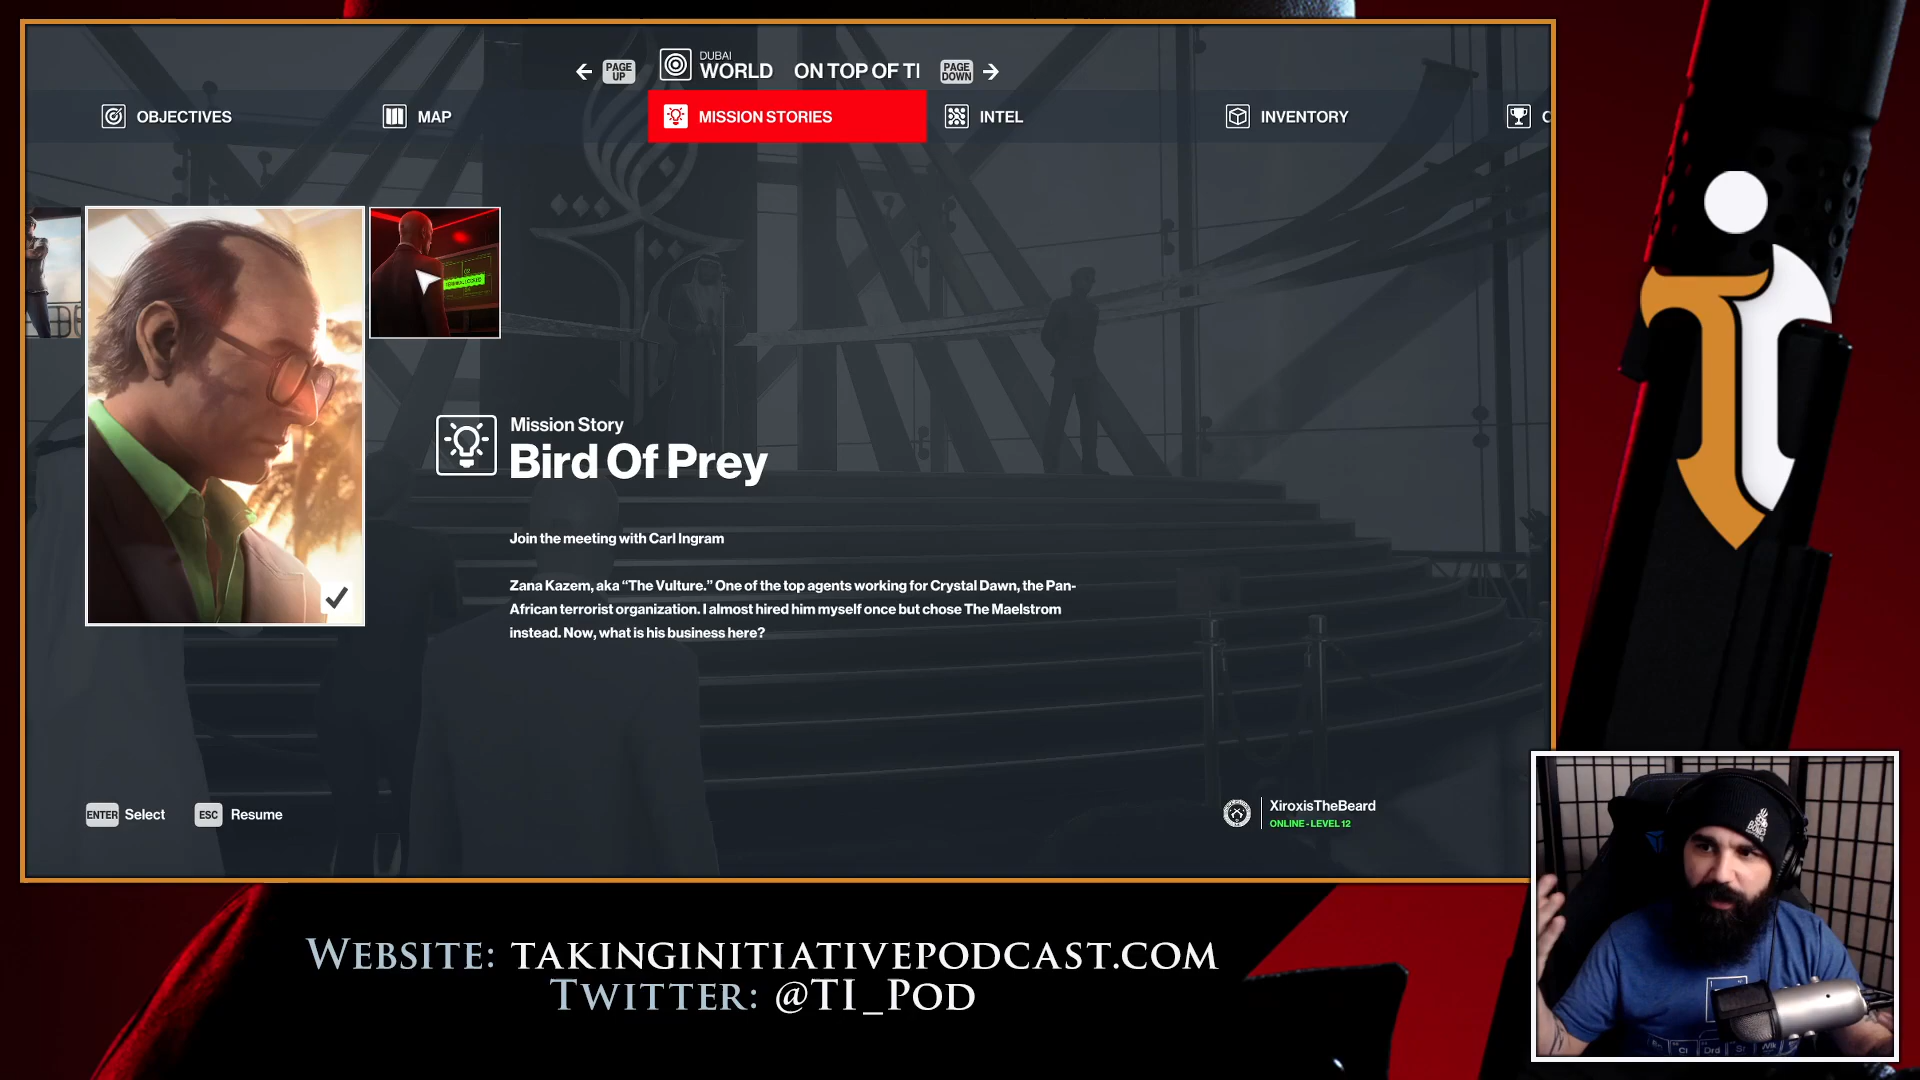 PAGE UP
DUBAI
WORLD ON TOP OF TI
PAGE DOWN
OBJECTIVES
MAP
MISSION STORIES
INTEL
INVENTORY
C
Mission Story
Bird Of Prey
Join the meeting with Carl Ingram
Zana Kazem, aka “The Vulture.” One of the top agents working for Crystal Dawn, the Pan-
African terrorist organization. I almost hired him myself once but chose The Maelstrom
instead. Now, what is his business here?
ENTER Select
ESC Resume
XiroxisTheBeard
ONLINE - LEVEL 12
WEBSITE: TAKINGINITIATIVEPODCAST.COM
TWITTER: @TI_POD